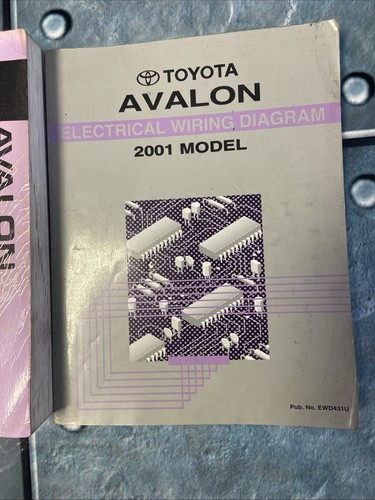 TOYOTA
AVALON
ELECTRICAL WIRING DIAGRAM
2001 MODEL
Pub. No. EWD431U
AVALON